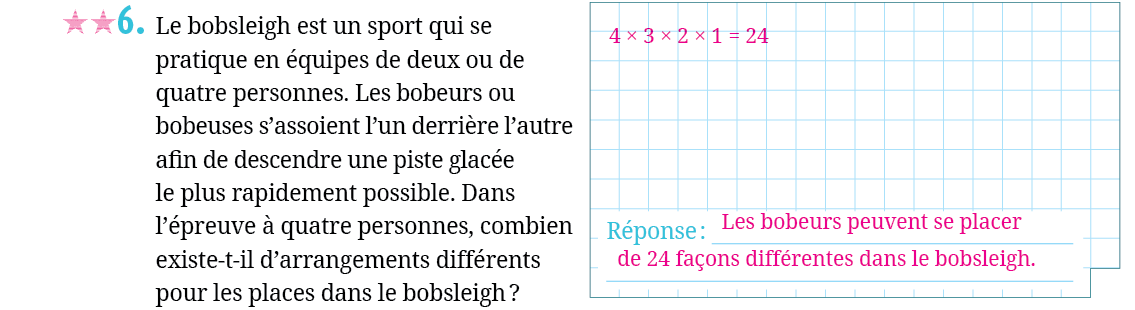 6. Le bobsleigh est un sport qui se
pratique en équipes de deux ou de
quatre personnes. Les bobeurs ou
bobeuses s’assoient l’un derrière l’autre
afin de descendre une piste glacée
le plus rapidement possible. Dans
l’épreuve à quatre personnes, combien
existe-t-il d’arrangements différents
pour les places dans le bobsleigh ?
4 × 3 × 2 × 1 = 24
Réponse : Les bobeurs peuvent se placer
de 24 façons différentes dans le bobsleigh.